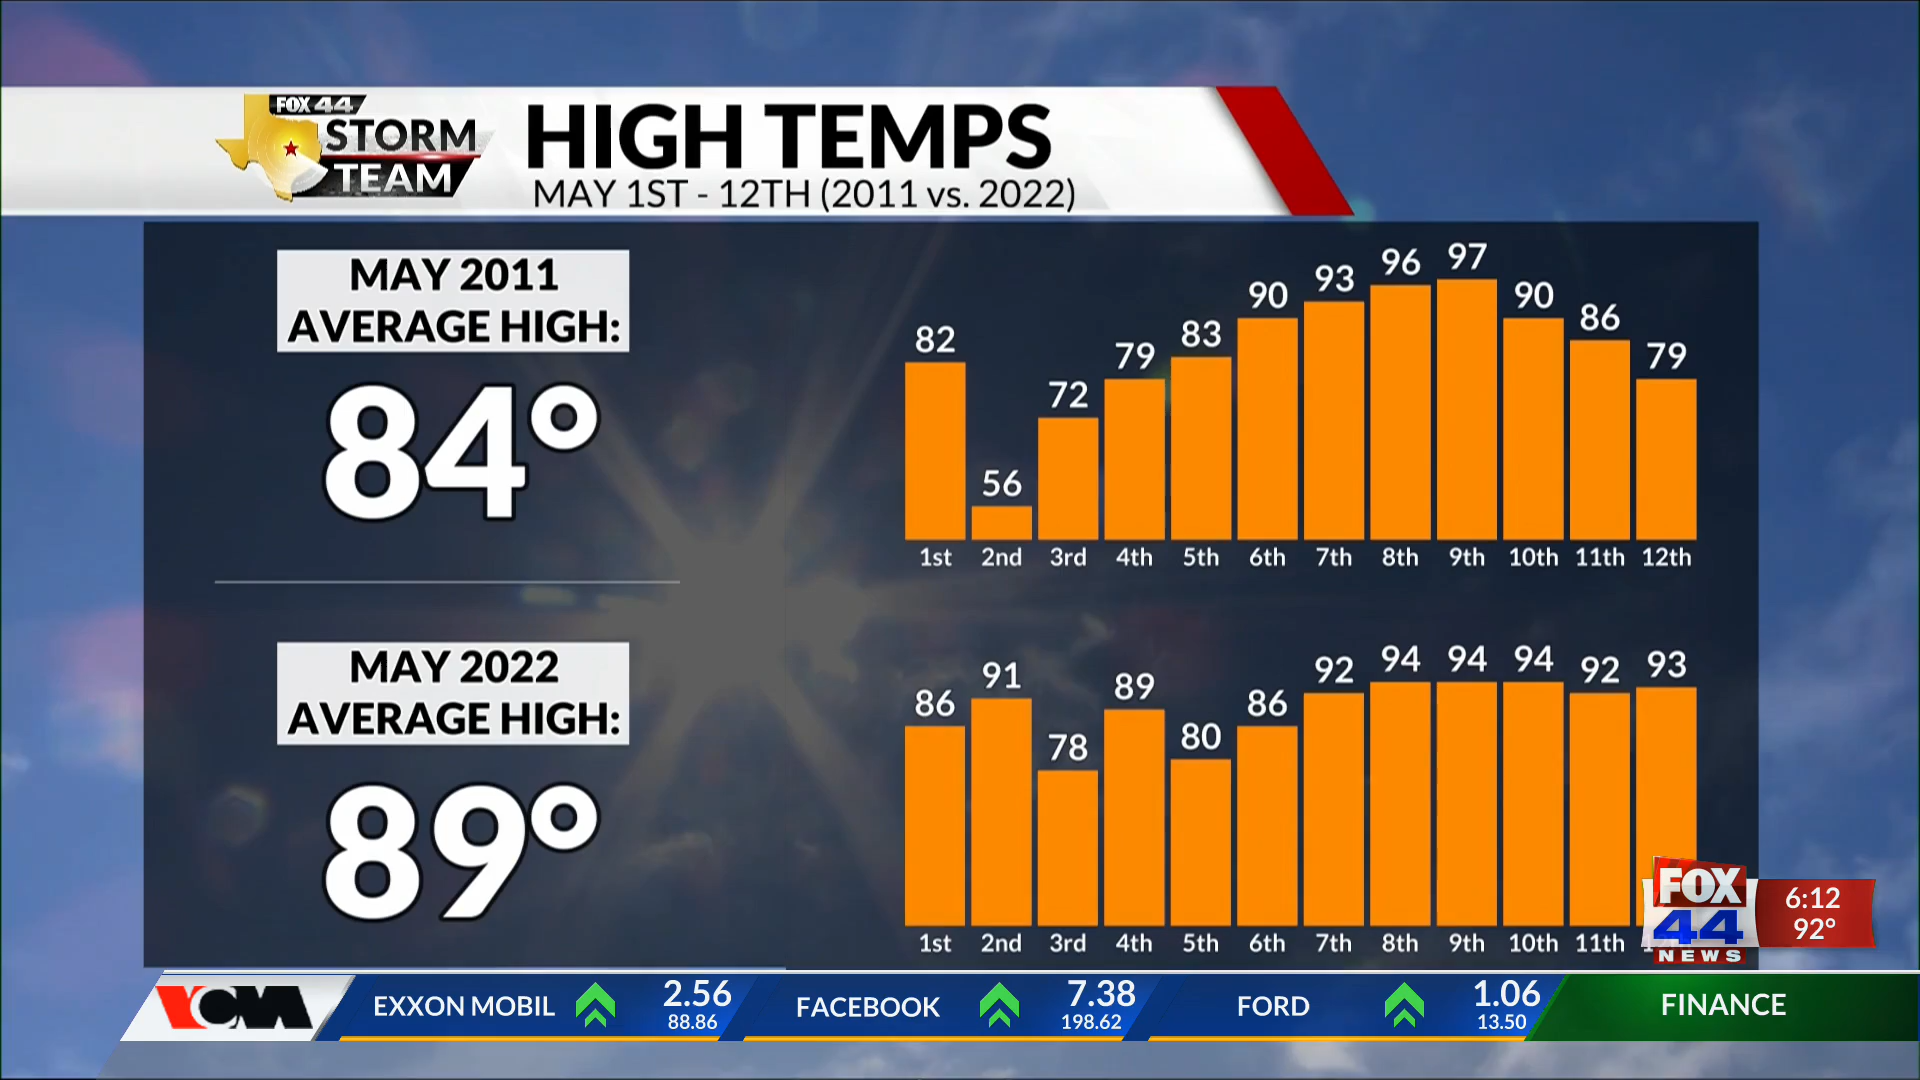 FOX 44
STORM
TEAM
HIGH TEMPS
MAY 1ST - 12TH (2011 vs. 2022)
MAY 2011
AVERAGE HIGH:
84°
82 56 72 79 83 90 93 96 97 90 86 79
1st 2nd 3rd 4th 5th 6th 7th 8th 9th 10th 11th 12th
MAY 2022
AVERAGE HIGH:
89°
86 91 78 89 80 86 92 94 94 94 92 93
1st 2nd 3rd 4th 5th 6th 7th 8th 9th 10th 11th
FOX
44
NEWS
6:12
92°
EXXON MOBIL 2.56
88.86
FACEBOOK 7.38
198.62
FORD 1.06
13.50
FINANCE